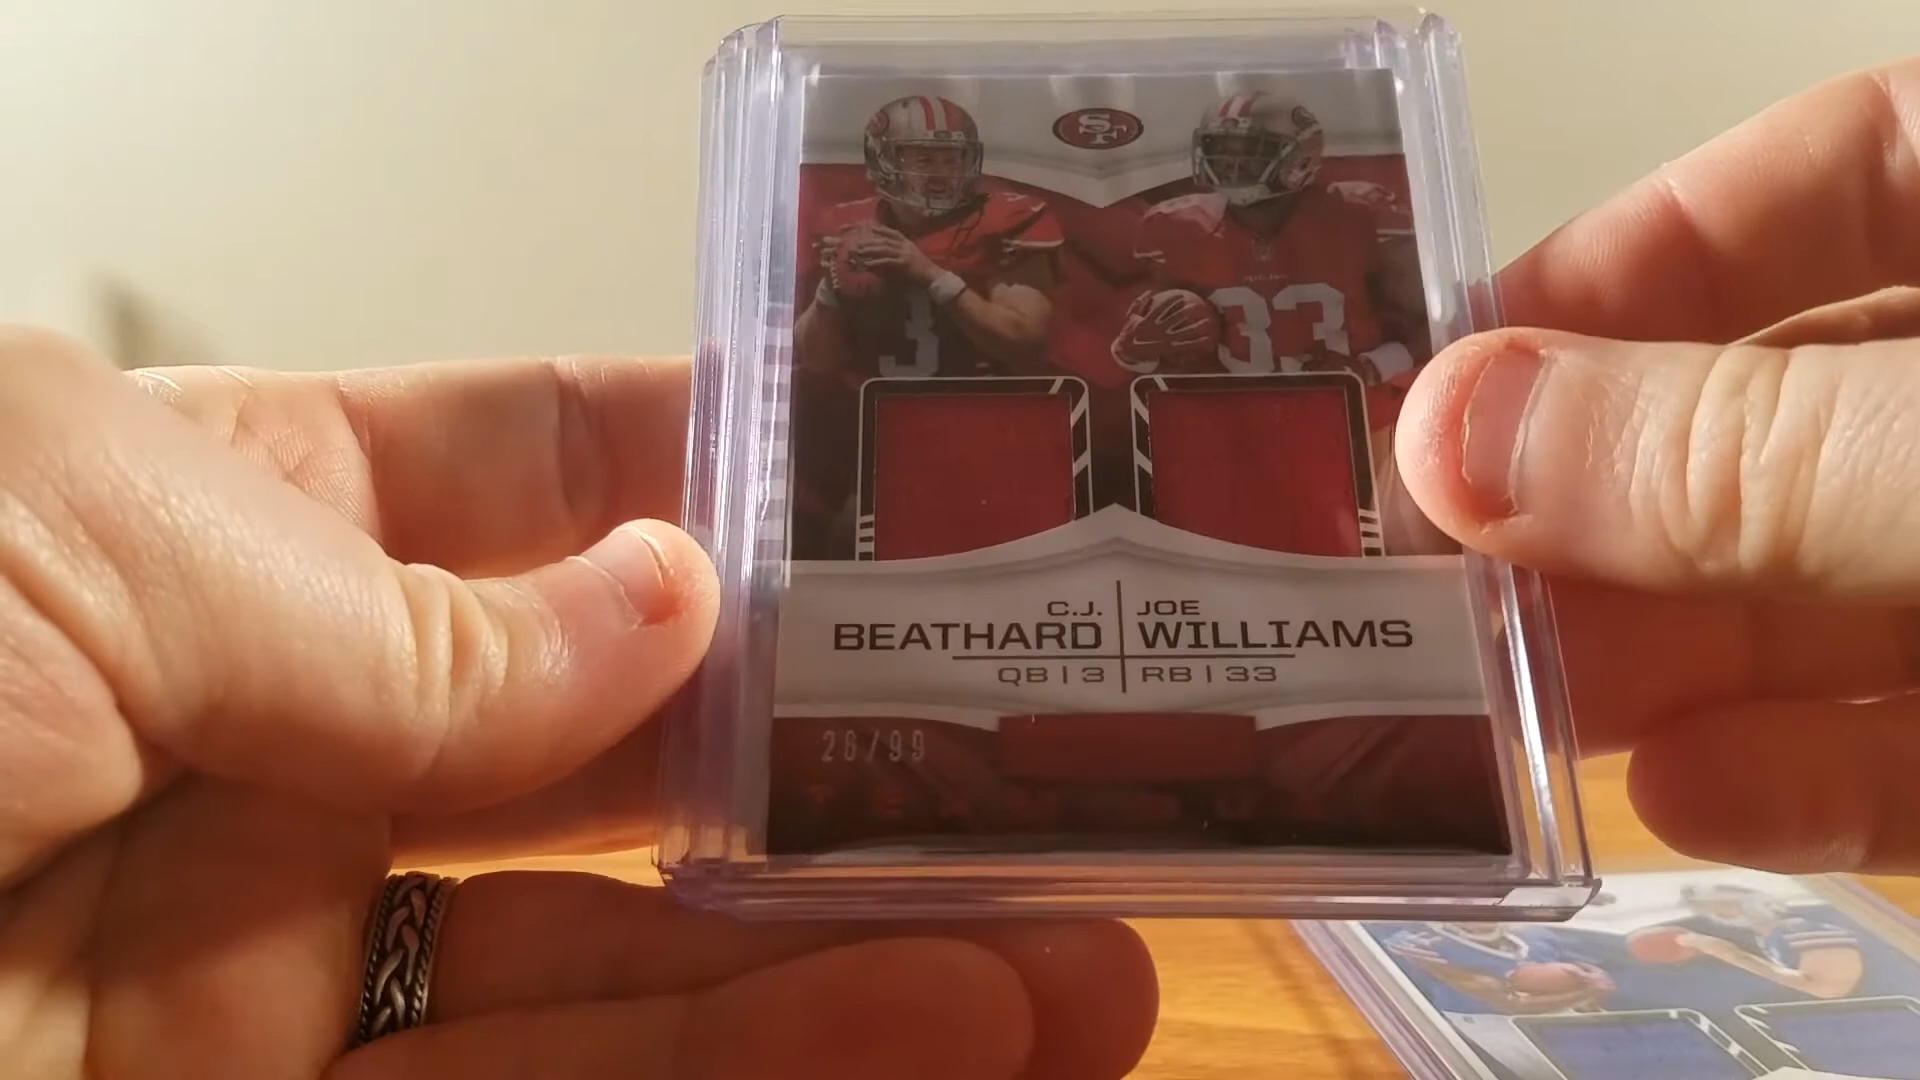 SF
3
33
C.J.
BEATHARD
QB | 3
JOE
WILLIAMS
RB | 33
26/99